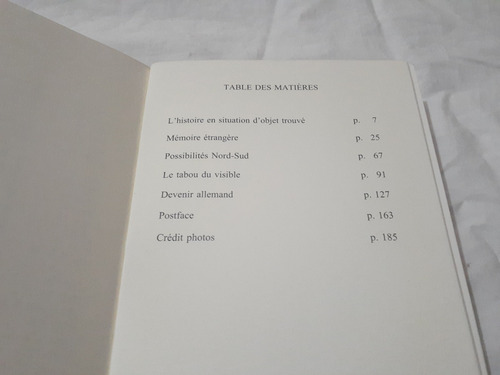 TABLE DES MATIÈRES
L'histoire en situation d'objet trouvé p. 7
Mémoire étrangère p. 25
Possibilités Nord-Sud p. 67
Le tabou du visible p. 91
Devenir allemand p. 127
Postface p. 163
Crédit photos p. 185